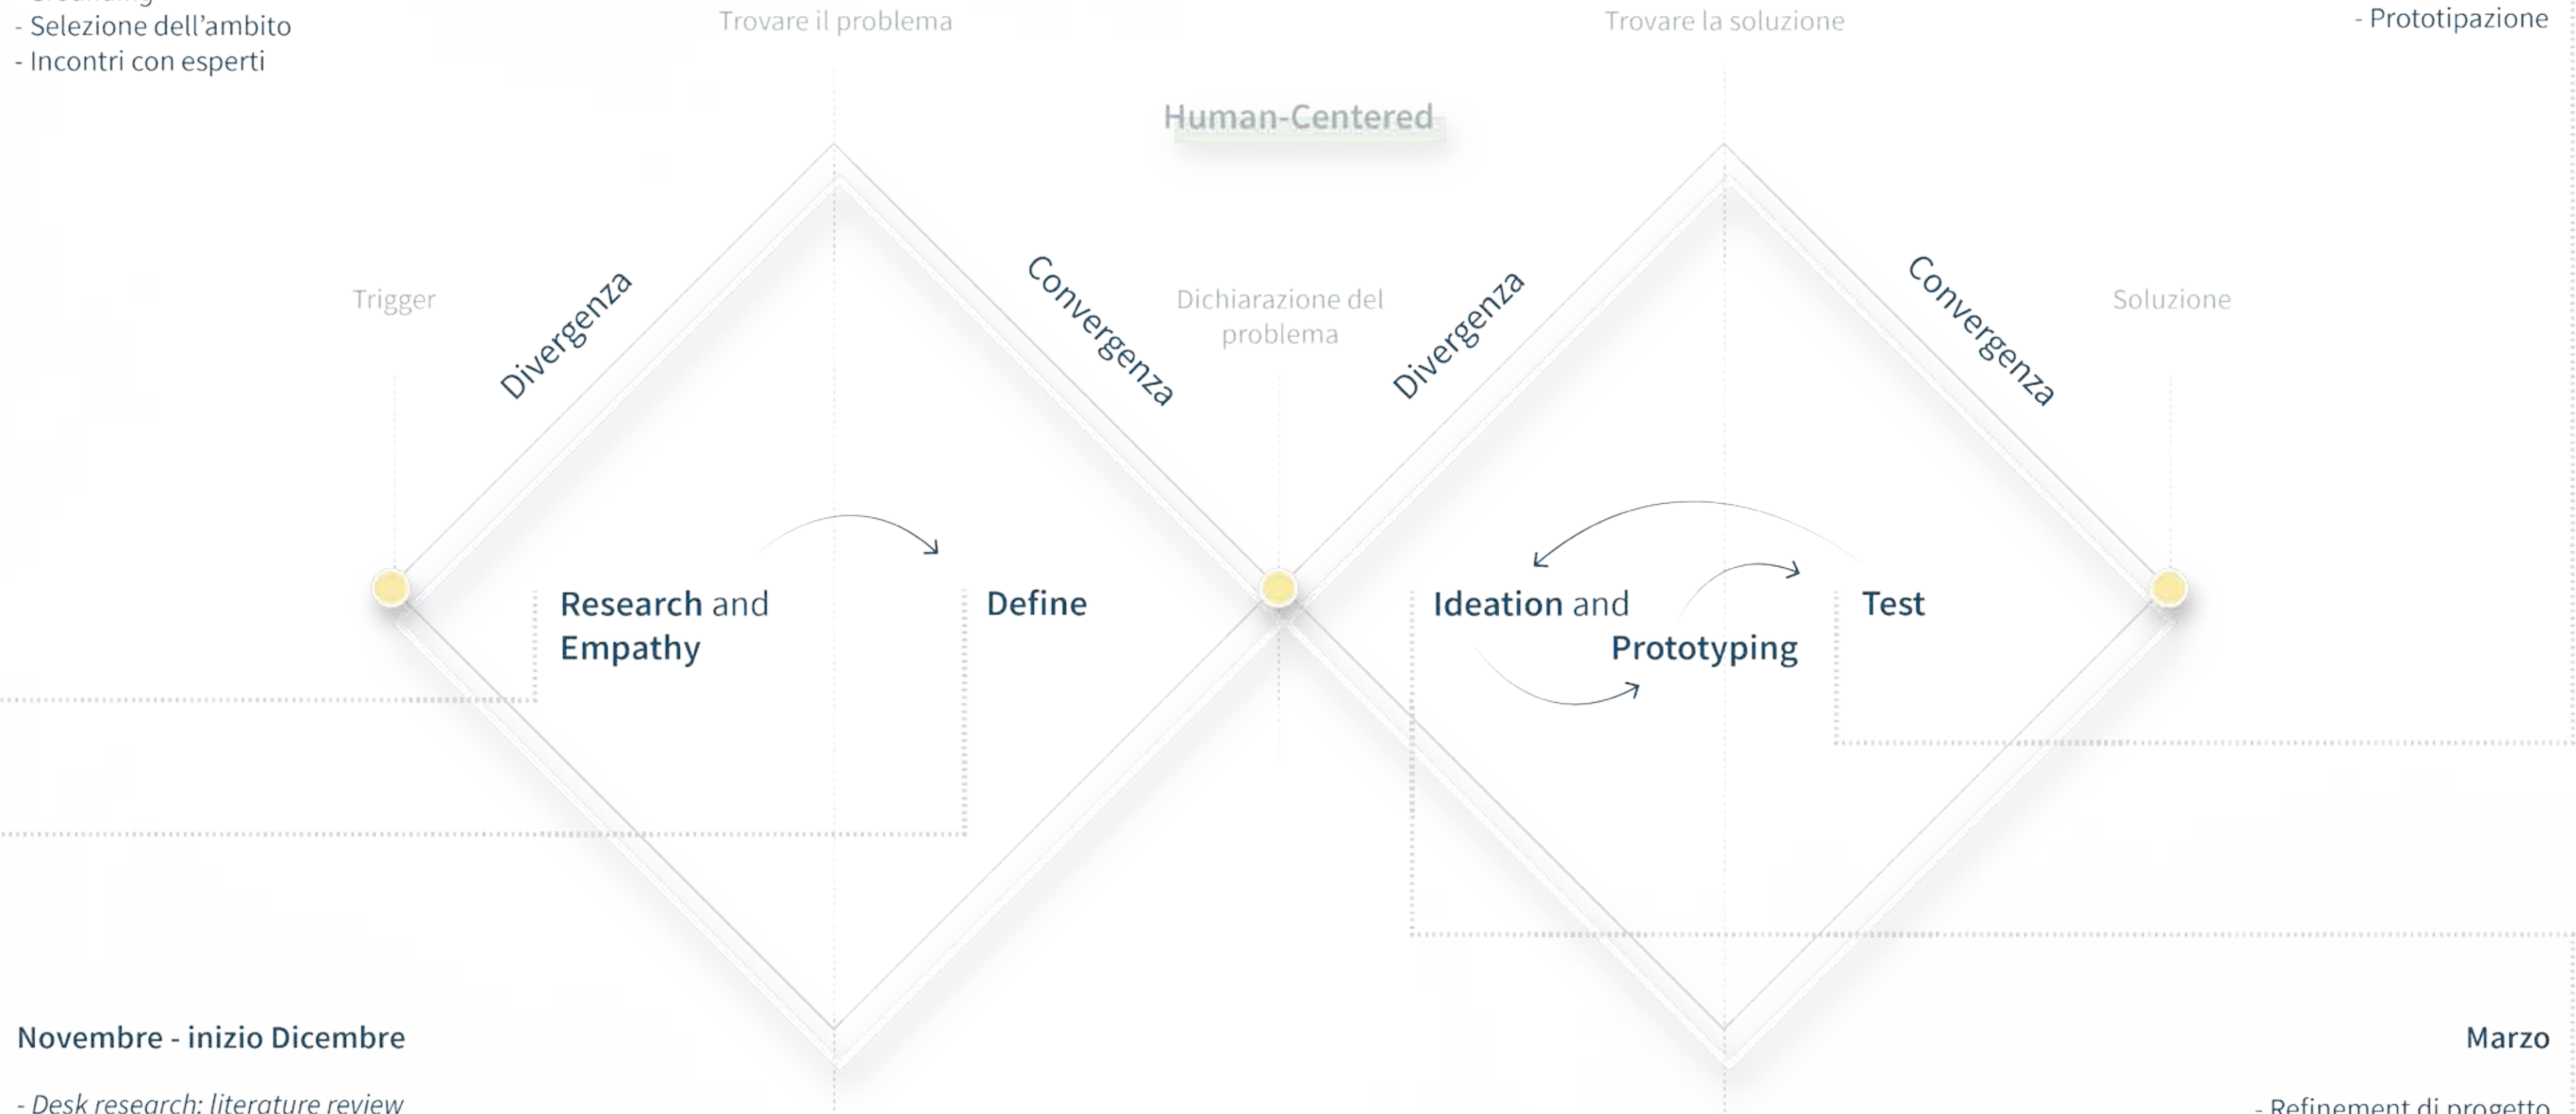 - Selezione dell'ambito
- Incontri con esperti
Trovare il problema
Trovare la soluzione
- Prototipazione
Human-Centered
Trigger
Divergenza
Convergenza
Dichiarazione del
problema
Divergenza
Convergenza
Soluzione
Research and
Empathy
Define
Ideation and
Prototyping
Test
Novembre - inizio Dicembre
- Desk research: literature review
Marzo
- Refinement di progetto